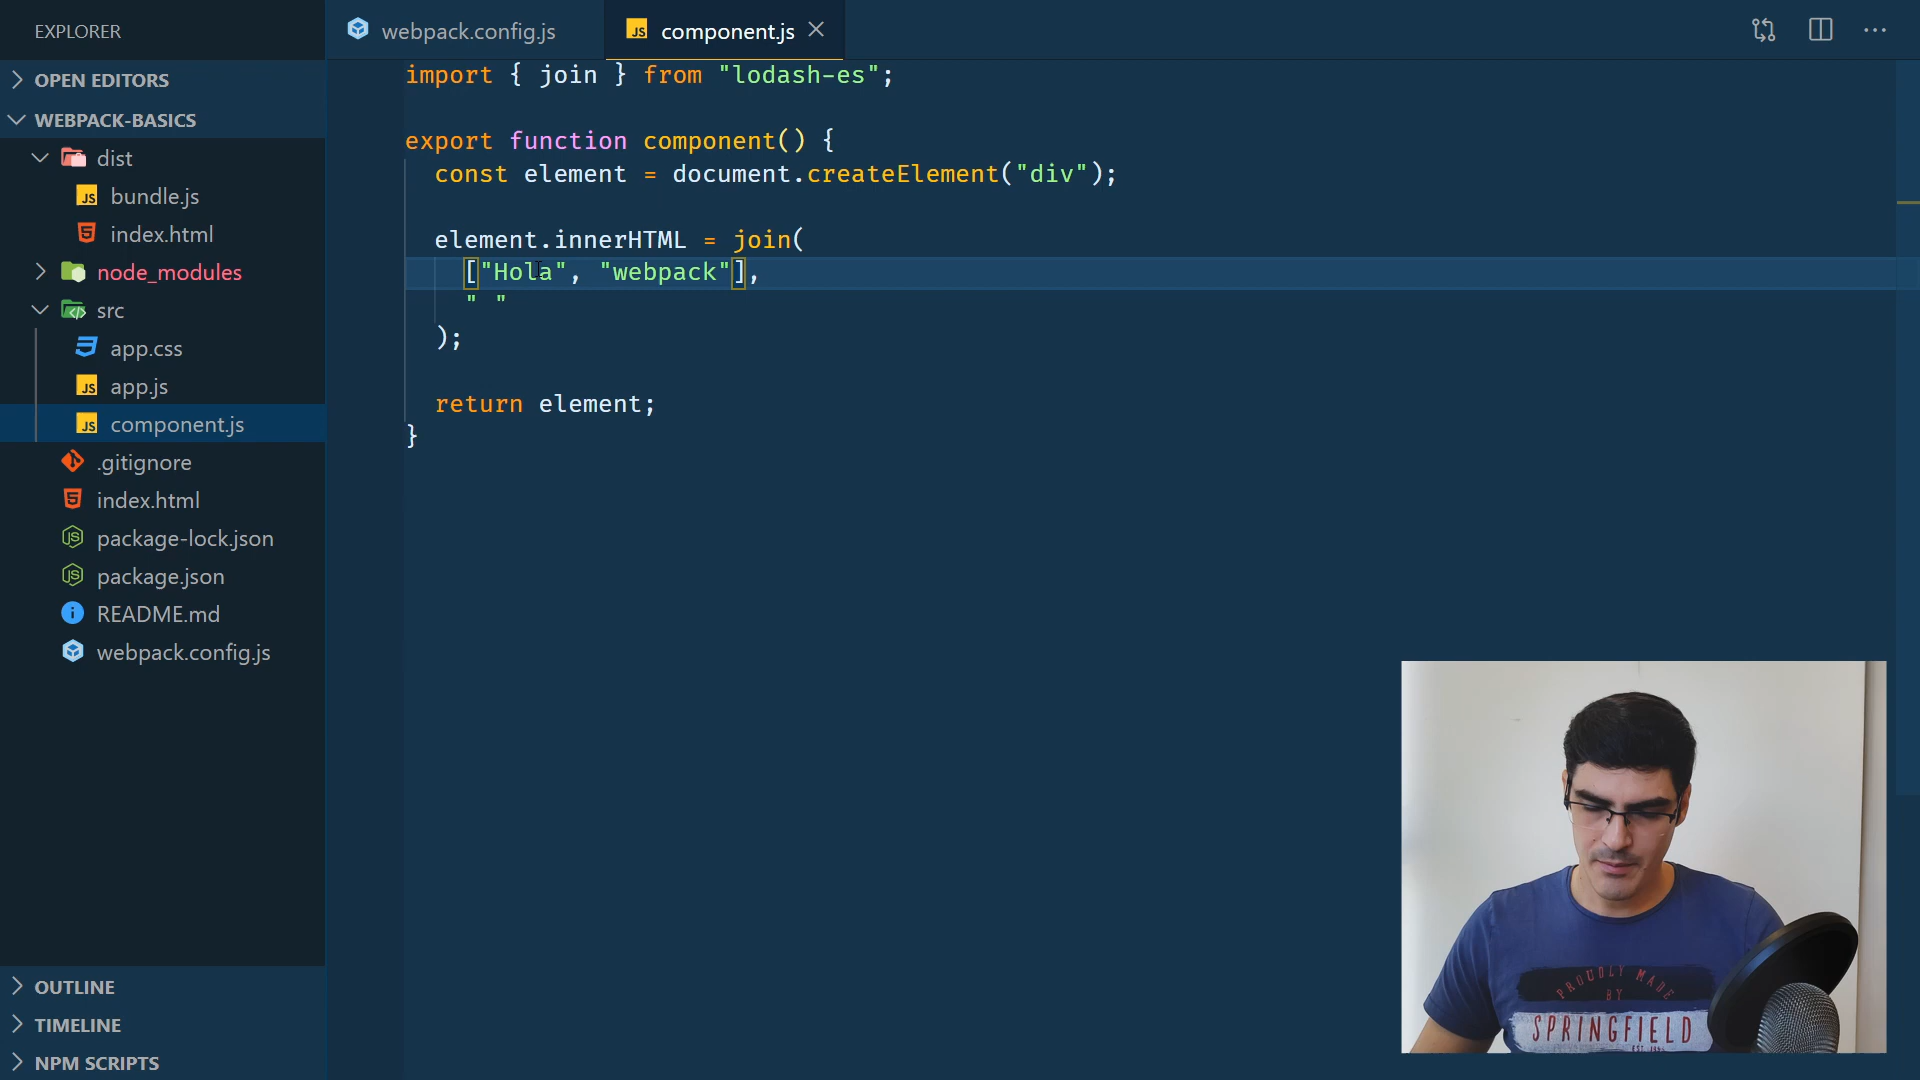 EXPLORER
OPEN EDITORS
WEBPACK-BASICS
dist
bundle.js
index.html
node_modules
src
app.css
app.js
component.js
.gitignore
index.html
package-lock.json
package.json
README.md
webpack.config.js
OUTLINE
TIMELINE
NPM SCRIPTS
webpack.config.js
component.js
import { join } from "lodash-es";
export function component() {
const element = document.createElement("div");
element.innerHTML = join(
["Hola", "webpack"],
" "
);
return element;
}
PROUDLY MADE
BY
SPRINGFIELD